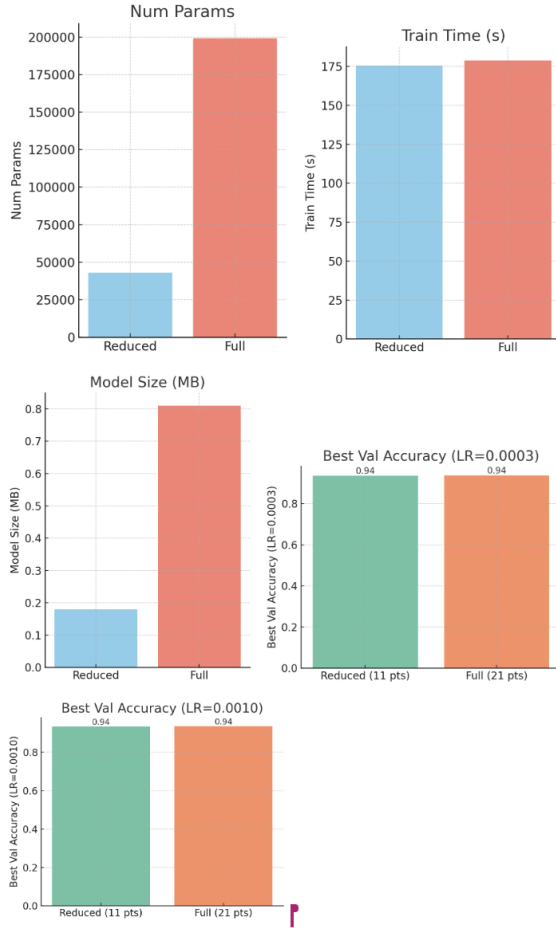 Num Params
Num Params
200000
175000
150000
125000
100000
75000
50000
25000
0
Reduced
Full
Train Time (s)
Train Time (s)
175
150
125
100
75
50
25
0
Reduced
Full
Model Size (MB)
Model Size (MB)
0.8
0.7
0.6
0.5
0.4
0.3
0.2
0.1
0.0
Reduced
Full
Best Val Accuracy (LR=0.0003)
Best Val Accuracy (LR=0.0003)
0.94
0.94
0.8
0.6
0.4
0.2
0.0
Reduced (11 pts)
Full (21 pts)
Best Val Accuracy (LR=0.0010)
Best Val Accuracy (LR=0.0010)
0.94
0.94
0.8
0.6
0.4
0.2
0.0
Reduced (11 pts)
Full (21 pts)